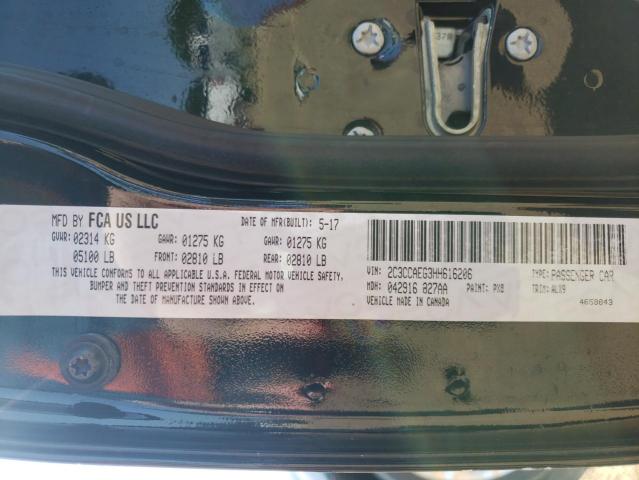 37R
MFD BY FCA US LLC DATE OF MFR(BUILT): 5-17
GVWR: 02314 KG GAWR: 01275 KG GAWR: 01275 KG
05100 LB FRONT: 02810 LB REAR: 02810 LB
THIS VEHICLE CONFORMS TO ALL APPLICABLE U.S.A. FEDERAL MOTOR VEHICLE SAFETY,
BUMPER AND THEFT PREVENTION STANDARDS IN EFFECT ON
THE DATE OF MANUFACTURE SHOWN ABOVE.
VIN: 2C3CCAEG3HH616206 TYPE: PASSENGER CAR
MDH: 042916 827AA PAINT: PX8 TRIM: ALX9
VEHICLE MADE IN CANADA 4658843